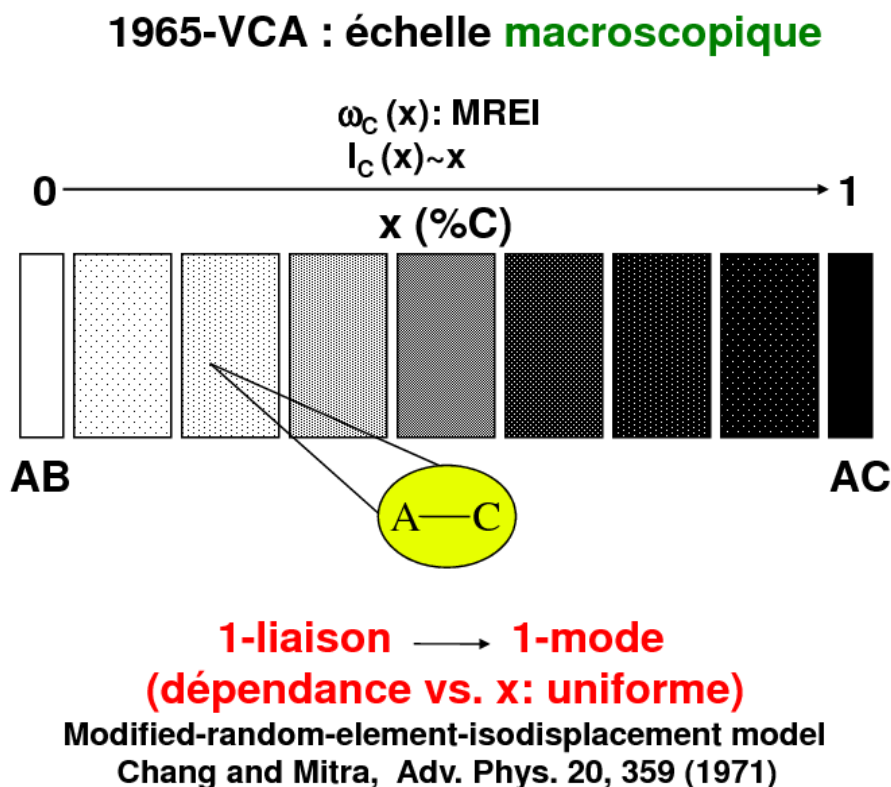 1965-VCA : échelle macroscopique
ωC (x): MREI
IC (x)~x
0 1
x (%C)
AB AC
A—C
1-liaison → 1-mode
(dépendance vs. x: uniforme)
Modified-random-element-isodisplacement model
Chang and Mitra, Adv. Phys. 20, 359 (1971)